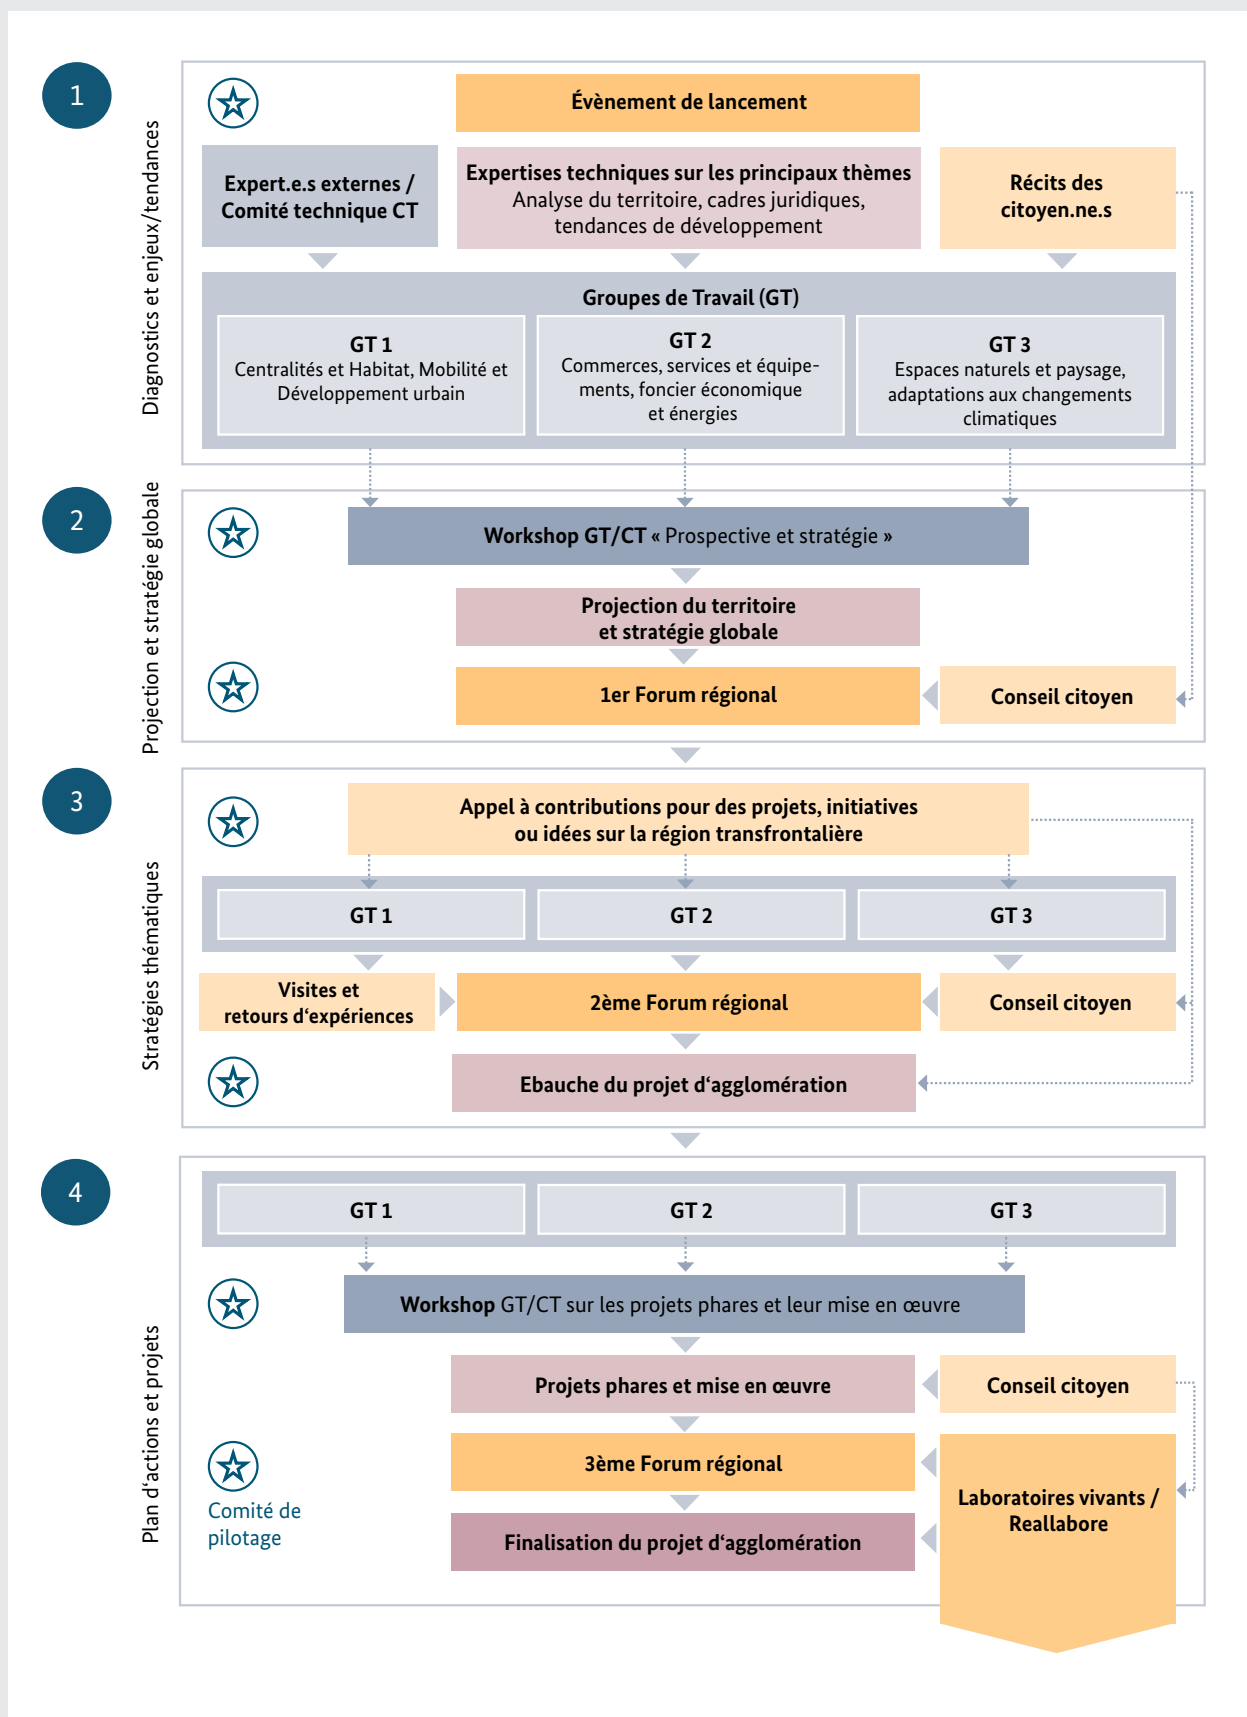 1
Diagnostics et enjeux/tendances
Évènement de lancement
Expert.e.s externes /
Comité technique CT
Expertises techniques sur les principaux thèmes
Analyse du territoire, cadres juridiques,
tendances de développement
Récits des
citoyen.ne.s
Groupes de Travail (GT)
GT 1
Centralités et Habitat, Mobilité et
Développement urbain
GT 2
Commerces, services et équipe-
ments, foncier économique
et énergies
GT 3
Espaces naturels et paysage,
adaptations aux changements
climatiques
2
Projection et stratégie globale
Workshop GT/CT « Prospective et stratégie »
Projection du territoire
et stratégie globale
1er Forum régional
Conseil citoyen
3
Stratégies thématiques
Appel à contributions pour des projets, initiatives
ou idées sur la région transfrontalière
GT 1
GT 2
GT 3
Visites et
retours d‘expériences
2ème Forum régional
Conseil citoyen
Ebauche du projet d‘agglomération
4
Plan d‘actions et projets
GT 1
GT 2
GT 3
Workshop GT/CT sur les projets phares et leur mise en œuvre
Projets phares et mise en œuvre
Conseil citoyen
3ème Forum régional
Comité de
pilotage
Laboratoires vivants /
Reallabore
Finalisation du projet d‘agglomération